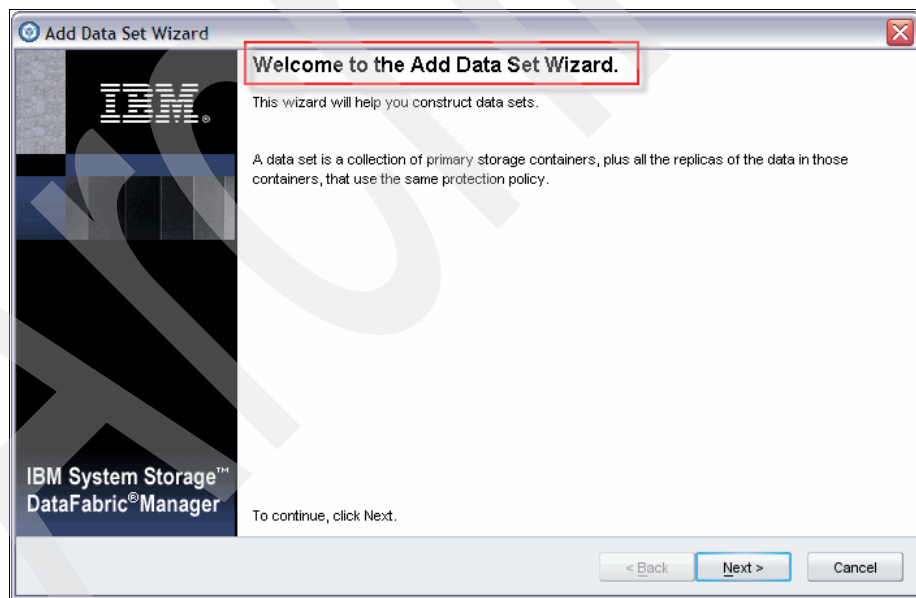 Add Data Set Wizard
Welcome to the Add Data Set Wizard.
IBM®
This wizard will help you construct data sets.
A data set is a collection of primary storage containers, plus all the replicas of the data in those
containers, that use the same protection policy.
IBM System Storage™
DataFabric®Manager
To continue, click Next.
< Back
Next >
Cancel